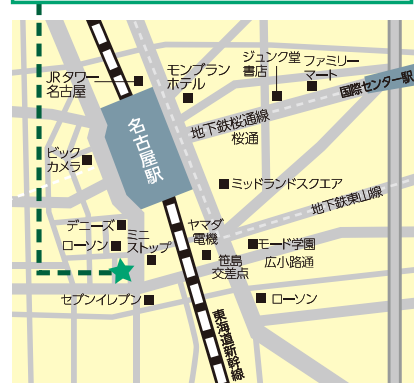 JRタワー
名古屋
モンブラン
ホテル
ジュンク堂
書店
ファミリー
マート
国際センター駅
地下鉄桜通線
桜通
名古屋駅
ビック
カメラ
ミッドランドスクエア
地下鉄東山線
デニーズ
ローソン
ミニ
ストップ
ヤマダ
電機
モード学園
笹島
交差点
広小路通
セブンイレブン
ローソン
東海道新幹線